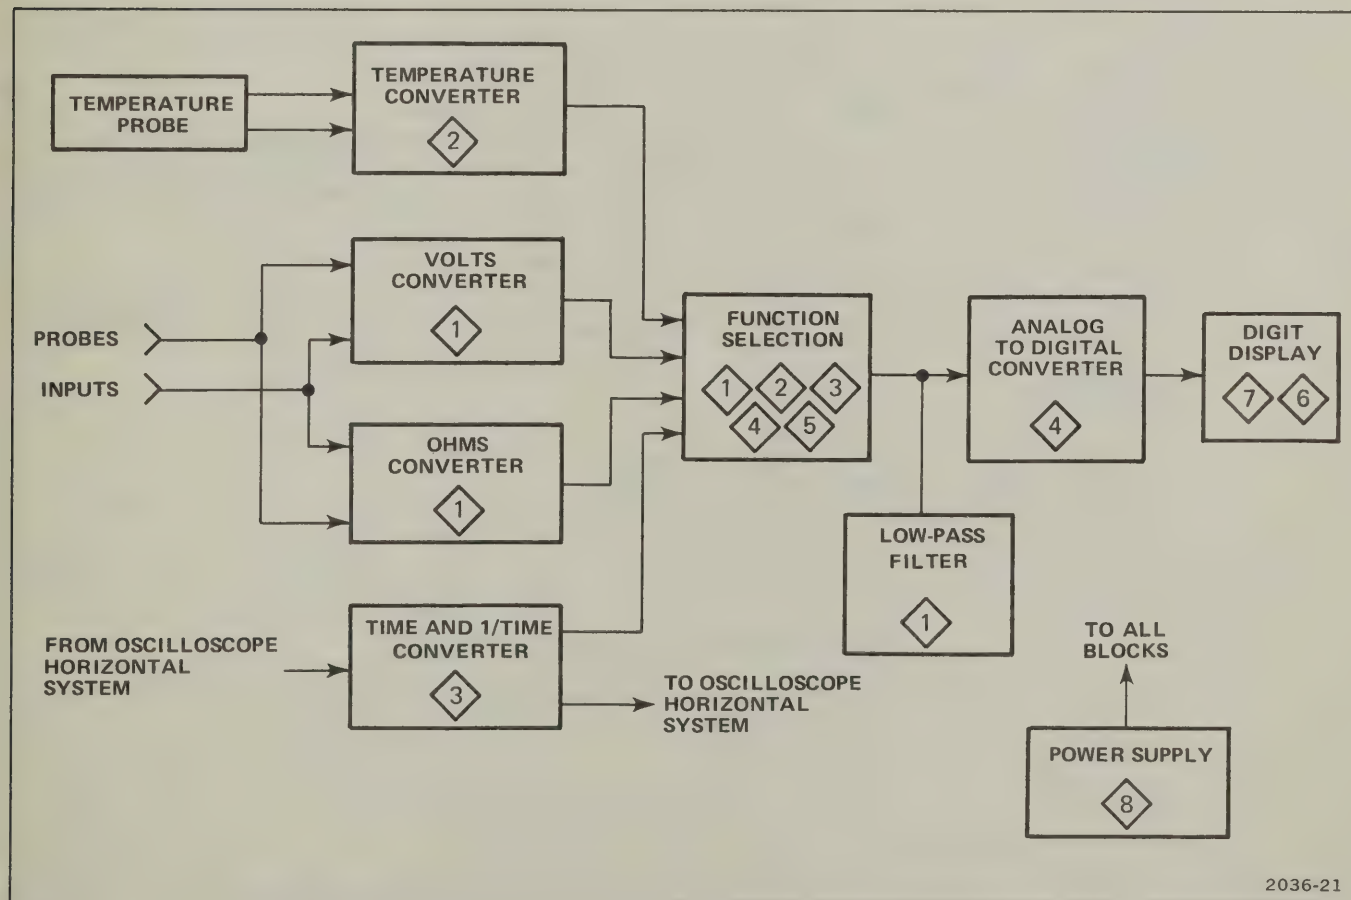 TEMPERATURE
PROBE
TEMPERATURE
CONVERTER
2
VOLTS
CONVERTER
1
PROBES
INPUTS
OHMS
CONVERTER
1
FROM OSCILLOSCOPE
HORIZONTAL
SYSTEM
TIME AND 1/TIME
CONVERTER
3
TO OSCILLOSCOPE
HORIZONTAL
SYSTEM
FUNCTION
SELECTION
1 2 3
4 5
LOW-PASS
FILTER
1
ANALOG
TO DIGITAL
CONVERTER
4
DIGIT
DISPLAY
7 6
TO ALL
BLOCKS
POWER SUPPLY
8
2036-21